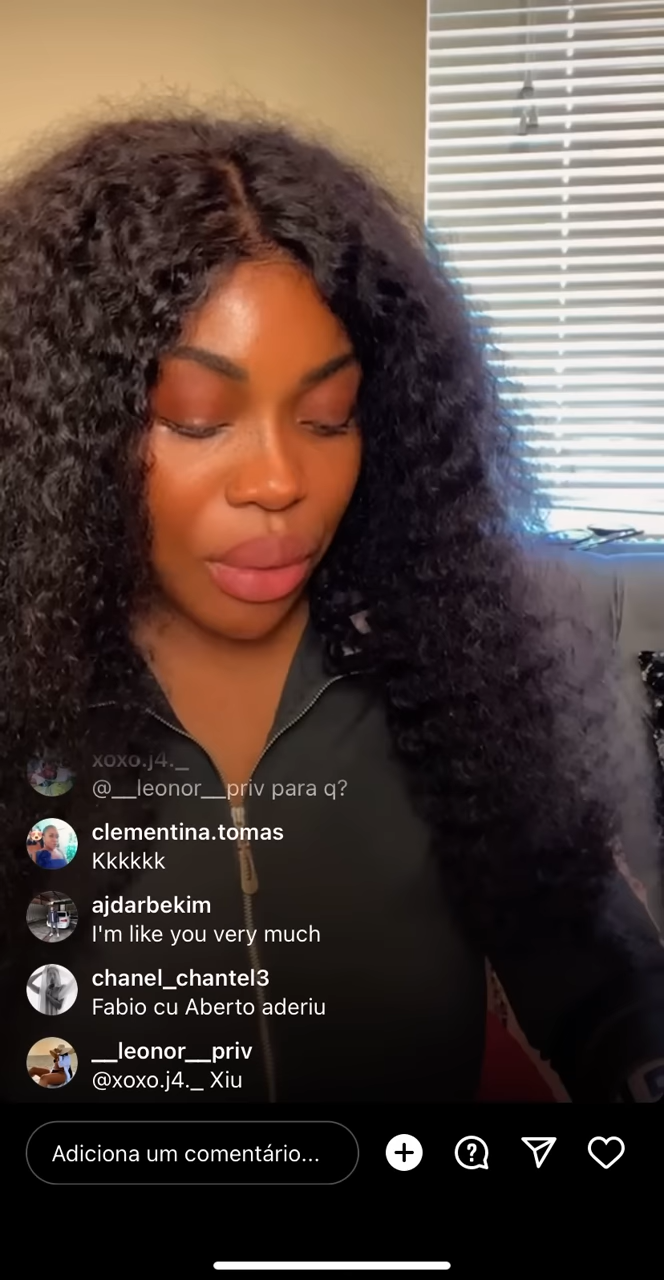 xoxo.j4._
@__leonor__priv para q?
clementina.tomas
Kkkkkk
ajdarbekim
I'm like you very much
chanel_chantel3
Fabio cu Aberto aderiu
__leonor__priv
@xoxo.j4._ Xiu
Adiciona um comentário...